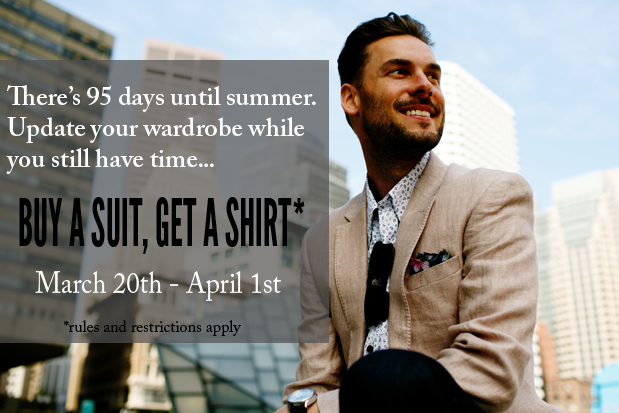 There's 95 days until summer.
Update your wardrobe while
you still have time...
BUY A SUIT, GET A SHIRT*
March 20th - April 1st
*rules and restrictions apply